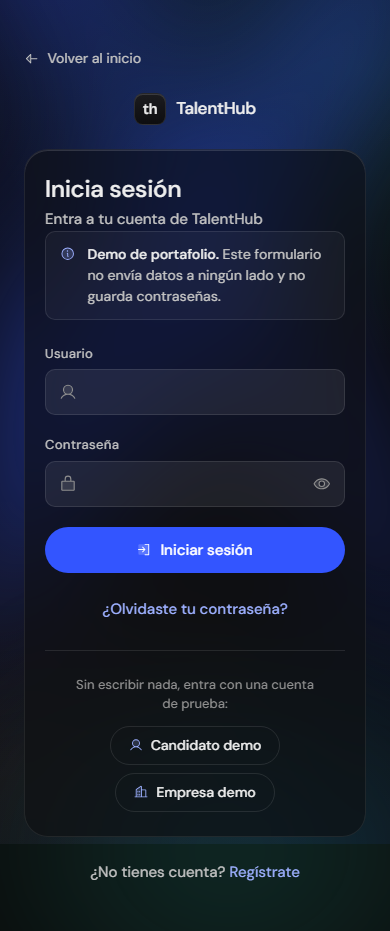 Volver al inicio
th TalentHub
Inicia sesión
Entra a tu cuenta de TalentHub
Demo de portafolio. Este formulario
no envía datos a ningún lado y no
guarda contraseñas.
Usuario
Contraseña
Iniciar sesión
¿Olvidaste tu contraseña?
Sin escribir nada, entra con una cuenta
de prueba:
Candidato demo
Empresa demo
¿No tienes cuenta? Regístrate